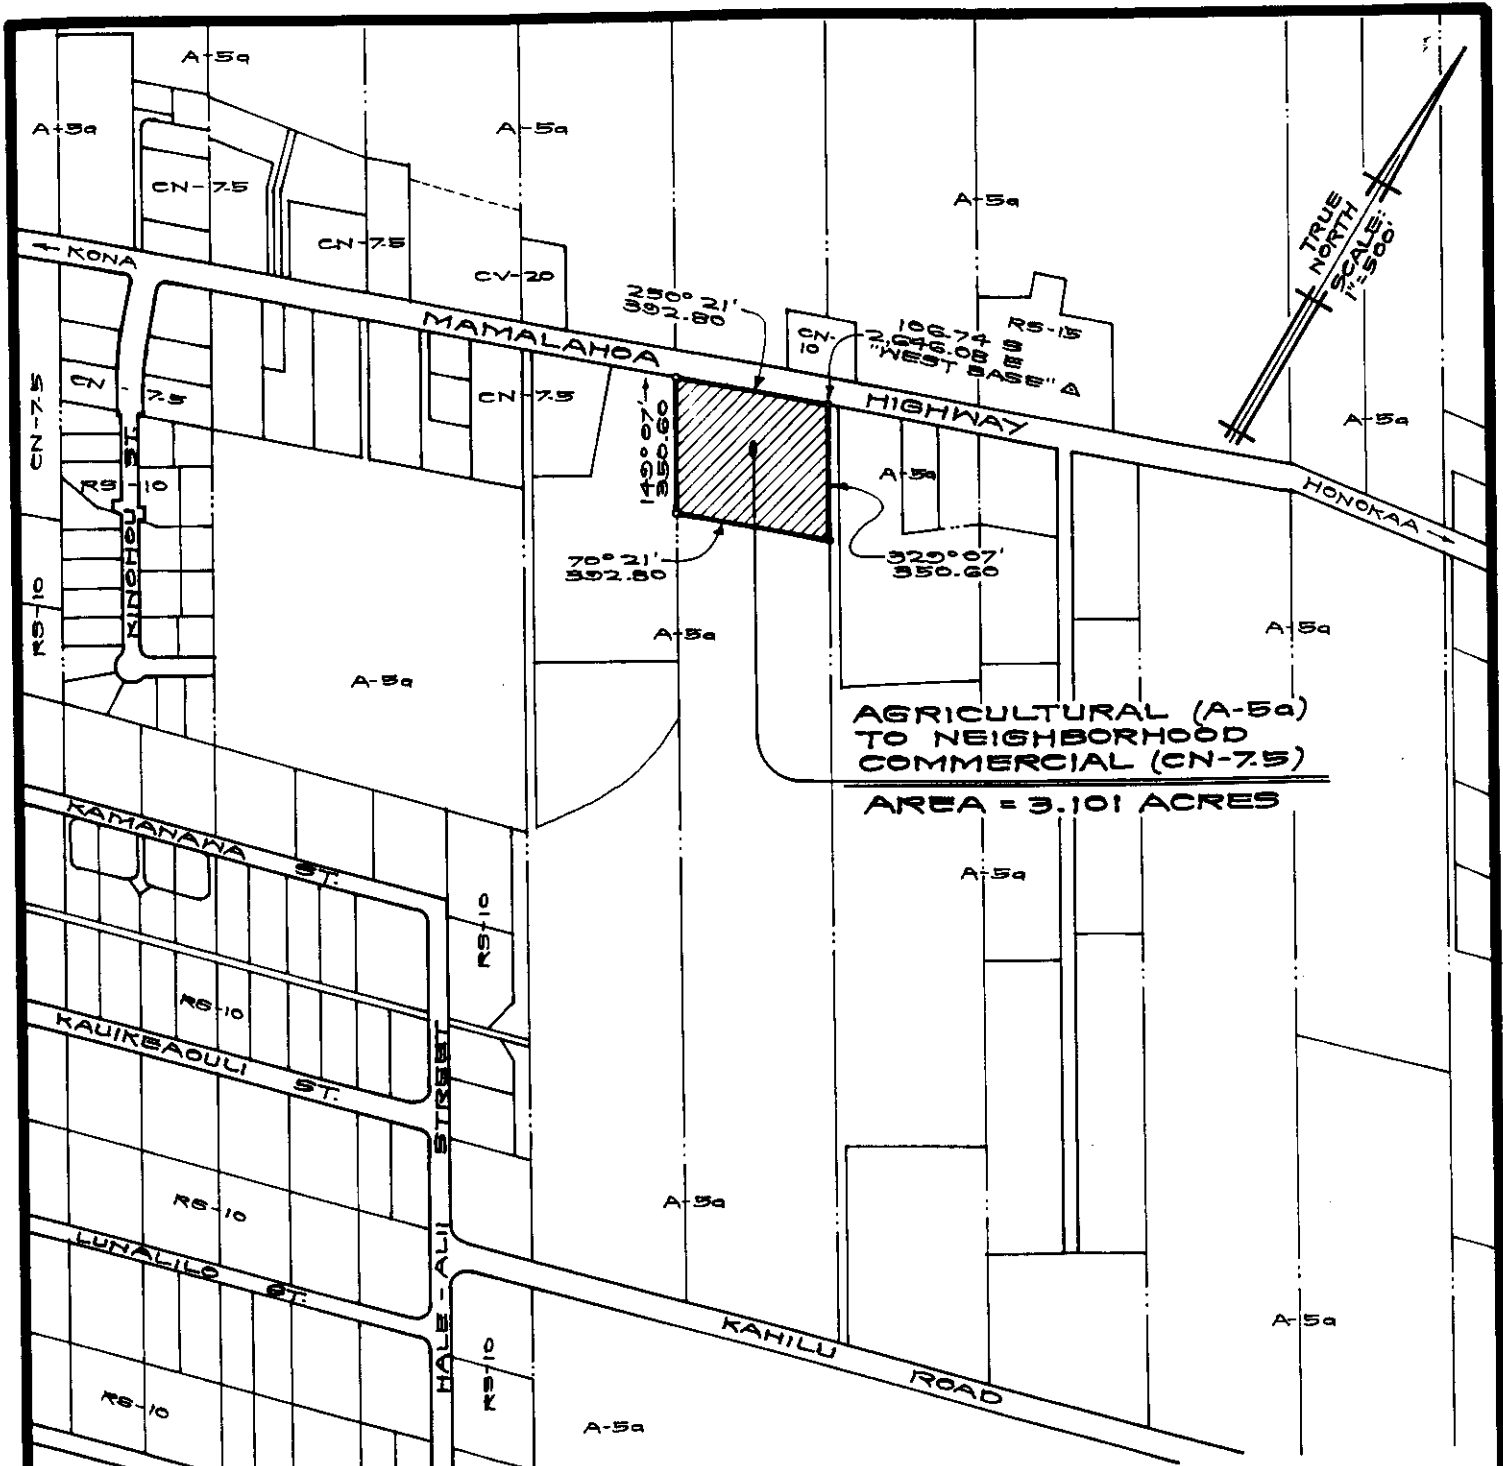 A-5a
A-5a
A-5a
CN-7.5
A-5a
CN-7.5
CV-20
TRUE
NORTH
SCALE:
1"=500'
← KONA
MAMALAHOA
HIGHWAY
HONOKAA →
250° 21'
392.80
CN-
10
106.74 S
2,646.08 E
"WEST BASE" △
RS-15
CN-7.5
CN-7.5
CN-7.5
149° 07'
350.60
A-5a
A-5a
RS-10
KINOHOU ST.
70° 21'
392.80
329° 07'
350.60
RS-10
A-5a
A-5a
A-5a
AGRICULTURAL (A-5a)
TO NEIGHBORHOOD
COMMERCIAL (CN-7.5)
AREA = 3.101 ACRES
KAMANAWA ST.
A-5a
RS-10
RS-10
KAUIKEAOULI ST.
HALE-ALII STREET
RS-10
A-5a
LUNALILO ST.
KAHILU ROAD
A-5a
RS-10
RS-10
A-5a